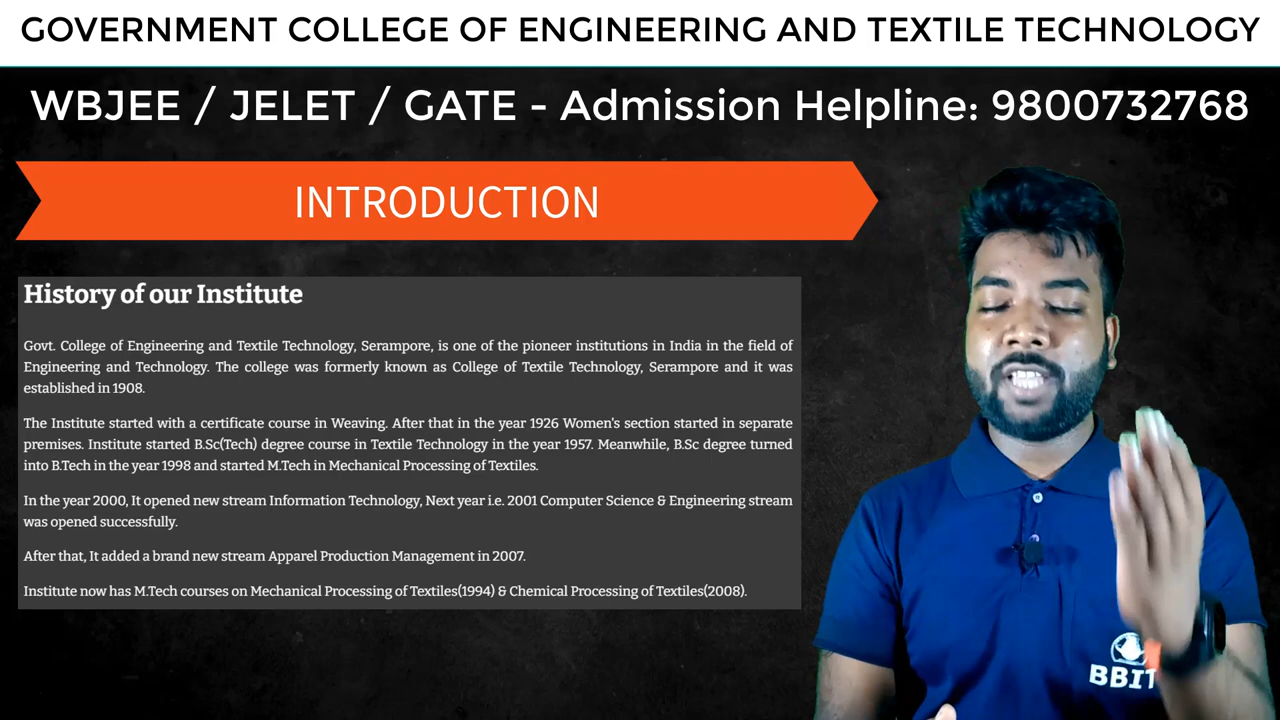 GOVERNMENT COLLEGE OF ENGINEERING AND TEXTILE TECHNOLOGY
WBJEE / JELET / GATE - Admission Helpline: 9800732768
INTRODUCTION
History of our Institute
Govt. College of Engineering and Textile Technology, Serampore, is one of the pioneer institutions in India in the field of
Engineering and Technology. The college was formerly known as College of Textile Technology, Serampore and it was
established in 1908.
The Institute started with a certificate course in Weaving. After that in the year 1926 Women's section started in separate
premises. Institute started B.Sc(Tech) degree course in Textile Technology in the year 1957. Meanwhile, B.Sc degree turned
into B.Tech in the year 1998 and started M.Tech in Mechanical Processing of Textiles.
In the year 2000, It opened new stream Information Technology, Next year i.e. 2001 Computer Science & Engineering stream
was opened successfully.
After that, It added a brand new stream Apparel Production Management in 2007.
Institute now has M.Tech courses on Mechanical Processing of Textiles(1994) & Chemical Processing of Textiles(2008).
BBIT